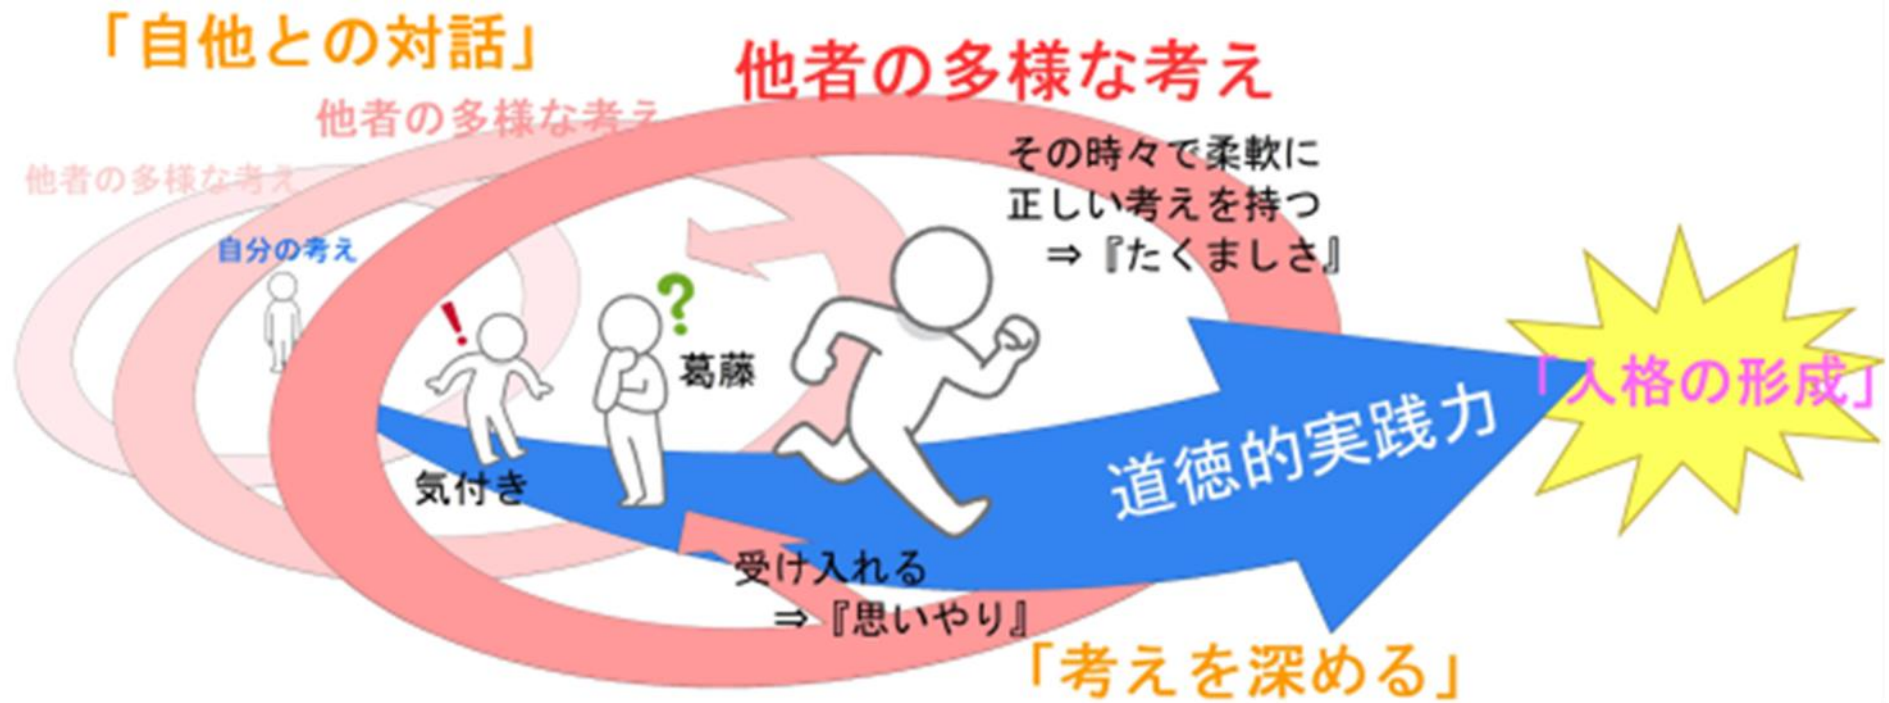 「自他との対話」
他者の多様な考え
他者の多様な考え
他者の多様な考え
その時々で柔軟に
正しい考えを持つ
⇒『たくましさ』
自分の考え
!
?
葛藤
気付き
道徳的実践力
「人格の形成」
受け入れる
⇒『思いやり』
「考えを深める」